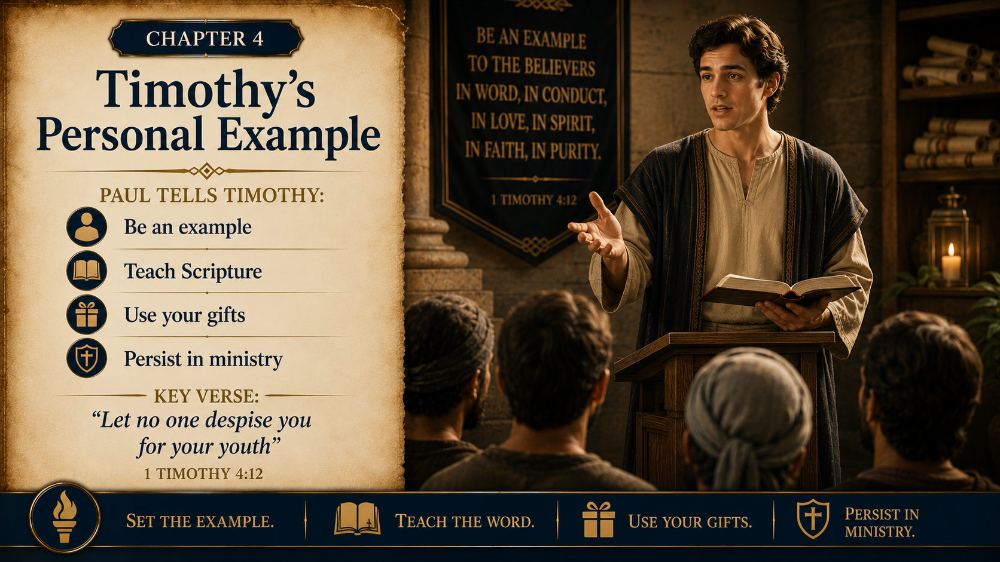 CHAPTER 4
Timothy's
Personal Example
PAUL TELLS TIMOTHY:
Be an example
Teach Scripture
Use your gifts
Persist in ministry
KEY VERSE:
“Let no one despise you
for your youth”
1 TIMOTHY 4:12
BE AN EXAMPLE
TO THE BELIEVERS
IN WORD, IN CONDUCT,
IN LOVE, IN SPIRIT,
IN FAITH, IN PURITY.
1 TIMOTHY 4:12
SET THE EXAMPLE.
TEACH THE WORD.
USE YOUR GIFTS.
PERSIST IN
MINISTRY.